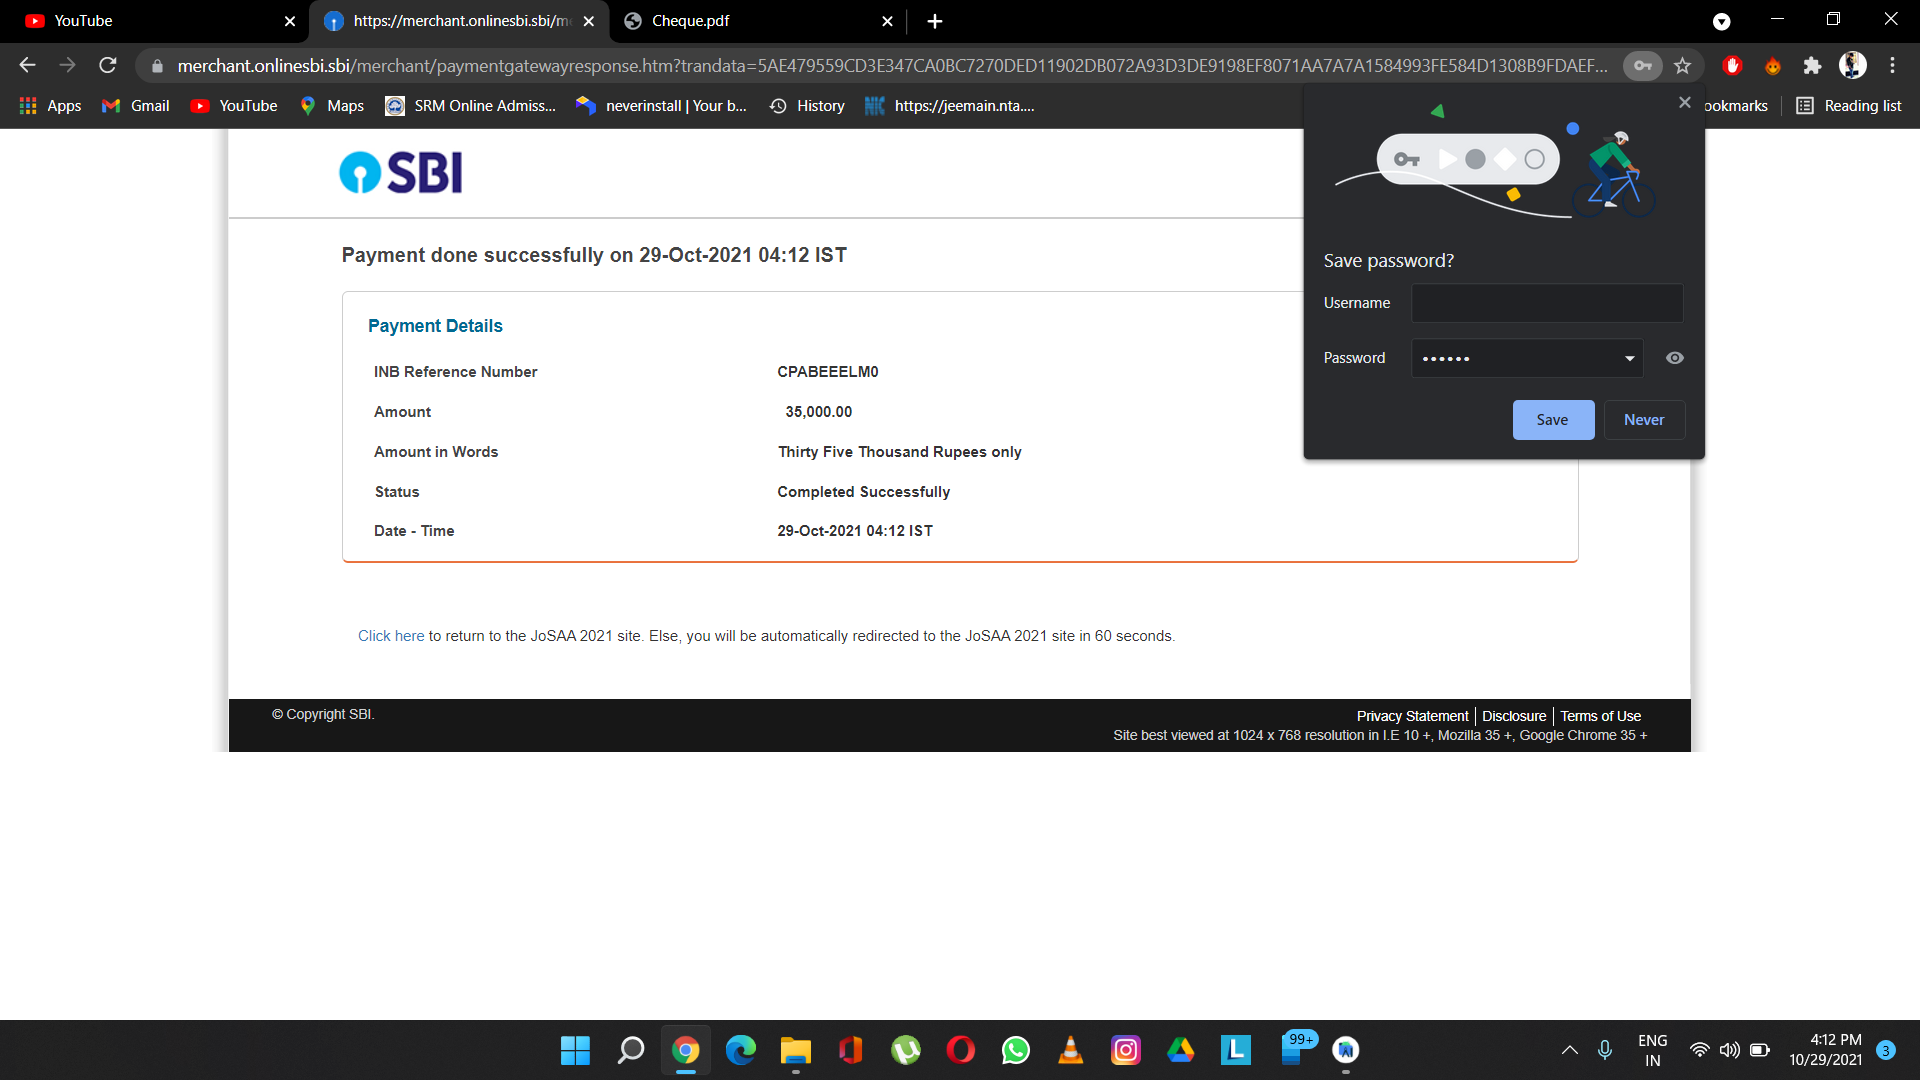 YouTube
https://merchant.onlinesbi.sbi/me
Cheque.pdf
merchant.onlinesbi.sbi/merchant/paymentgatewayresponse.htm?trandata=5AE479559CD3E347CA0BC7270DED11902DB072A93D3DE9198EF8071AA7A7A1584993FE584D1308B9FDAEF...
Apps
Gmail
YouTube
Maps
SRM Online Admiss...
neverinstall | Your b...
History
https://jeemain.nta....
ookmarks
Reading list
SBI
Payment done successfully on 29-Oct-2021 04:12 IST
Payment Details
INB Reference Number CPABEEELM0
Amount 35,000.00
Amount in Words Thirty Five Thousand Rupees only
Status Completed Successfully
Date - Time 29-Oct-2021 04:12 IST
Save password?
Username
Password ••••••
Save Never
Click here to return to the JoSAA 2021 site. Else, you will be automatically redirected to the JoSAA 2021 site in 60 seconds.
© Copyright SBI.
Privacy Statement | Disclosure | Terms of Use
Site best viewed at 1024 x 768 resolution in I.E 10 +, Mozilla 35 +, Google Chrome 35 +
L
99+
ENG
IN
4:12 PM
10/29/2021
3